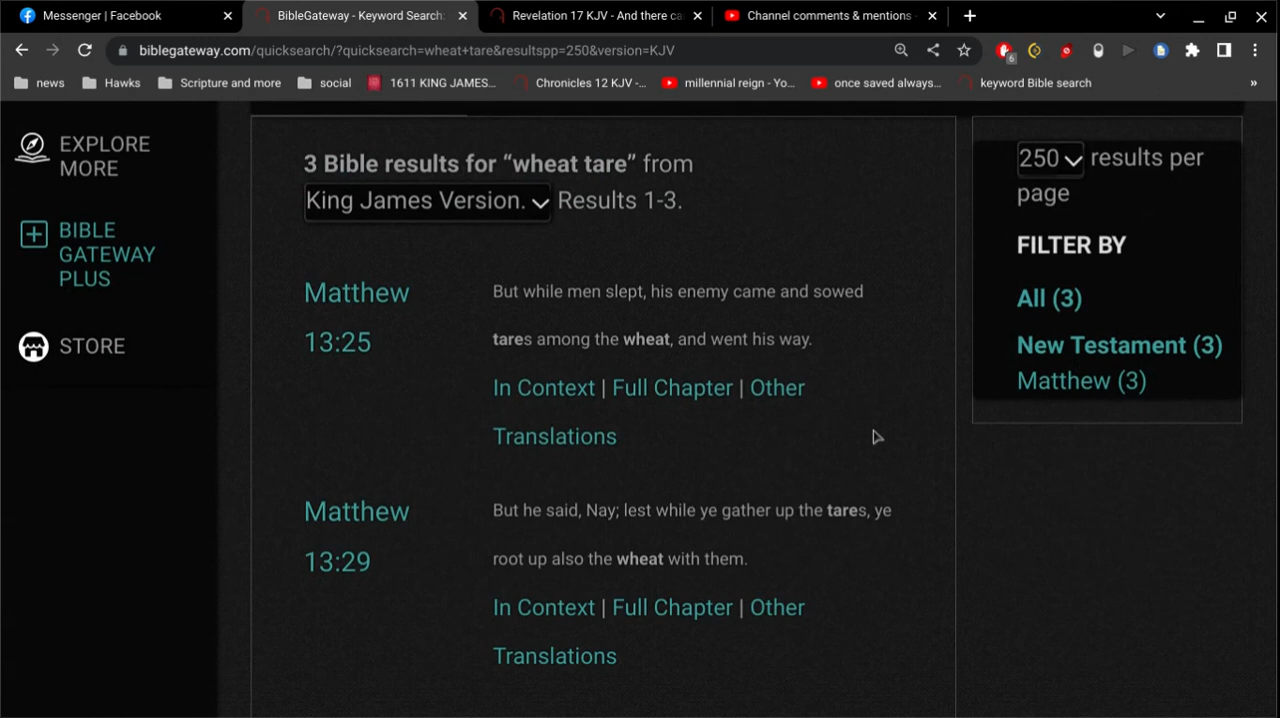 Messenger | Facebook
BibleGateway - Keyword Search:
Revelation 17 KJV - And there ca
Channel comments & mentions -
biblegateway.com/quicksearch/?quicksearch=wheat+tare&resultspp=250&version=KJV
6
news
Hawks
Scripture and more
social
1611 KING JAMES...
Chronicles 12 KJV -...
millennial reign - Yo...
once saved always...
keyword Bible search
»
EXPLORE
MORE
BIBLE
GATEWAY
PLUS
STORE
3 Bible results for “wheat tare” from
King James Version. Results 1-3.
Matthew
13:25
But while men slept, his enemy came and sowed
tares among the wheat, and went his way.
In Context | Full Chapter | Other
Translations
Matthew
13:29
But he said, Nay; lest while ye gather up the tares, ye
root up also the wheat with them.
In Context | Full Chapter | Other
Translations
250 results per
page
FILTER BY
All (3)
New Testament (3)
Matthew (3)